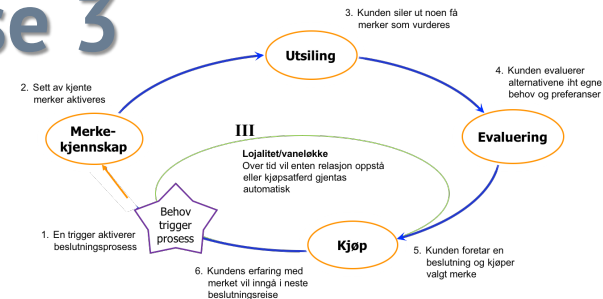 se 3
3. Kunden siler ut noen få
merker som vurderes
Utsiling
2. Sett av kjente
merker aktiveres
4. Kunden evaluerer
alternativene iht egne
behov og preferanser
Merke-
kjennskap
III
Evaluering
Lojalitet/vaneløkke
Over tid vil enten relasjon oppstå
eller kjøpsatferd gjentas
automatisk
Behov
trigger
prosess
1. En trigger aktiverer
beslutningsprosess
Kjøp
5. Kunden foretar en
beslutning og kjøper
valgt merke
6. Kundens erfaring med
merket vil inngå i neste
beslutningsreise